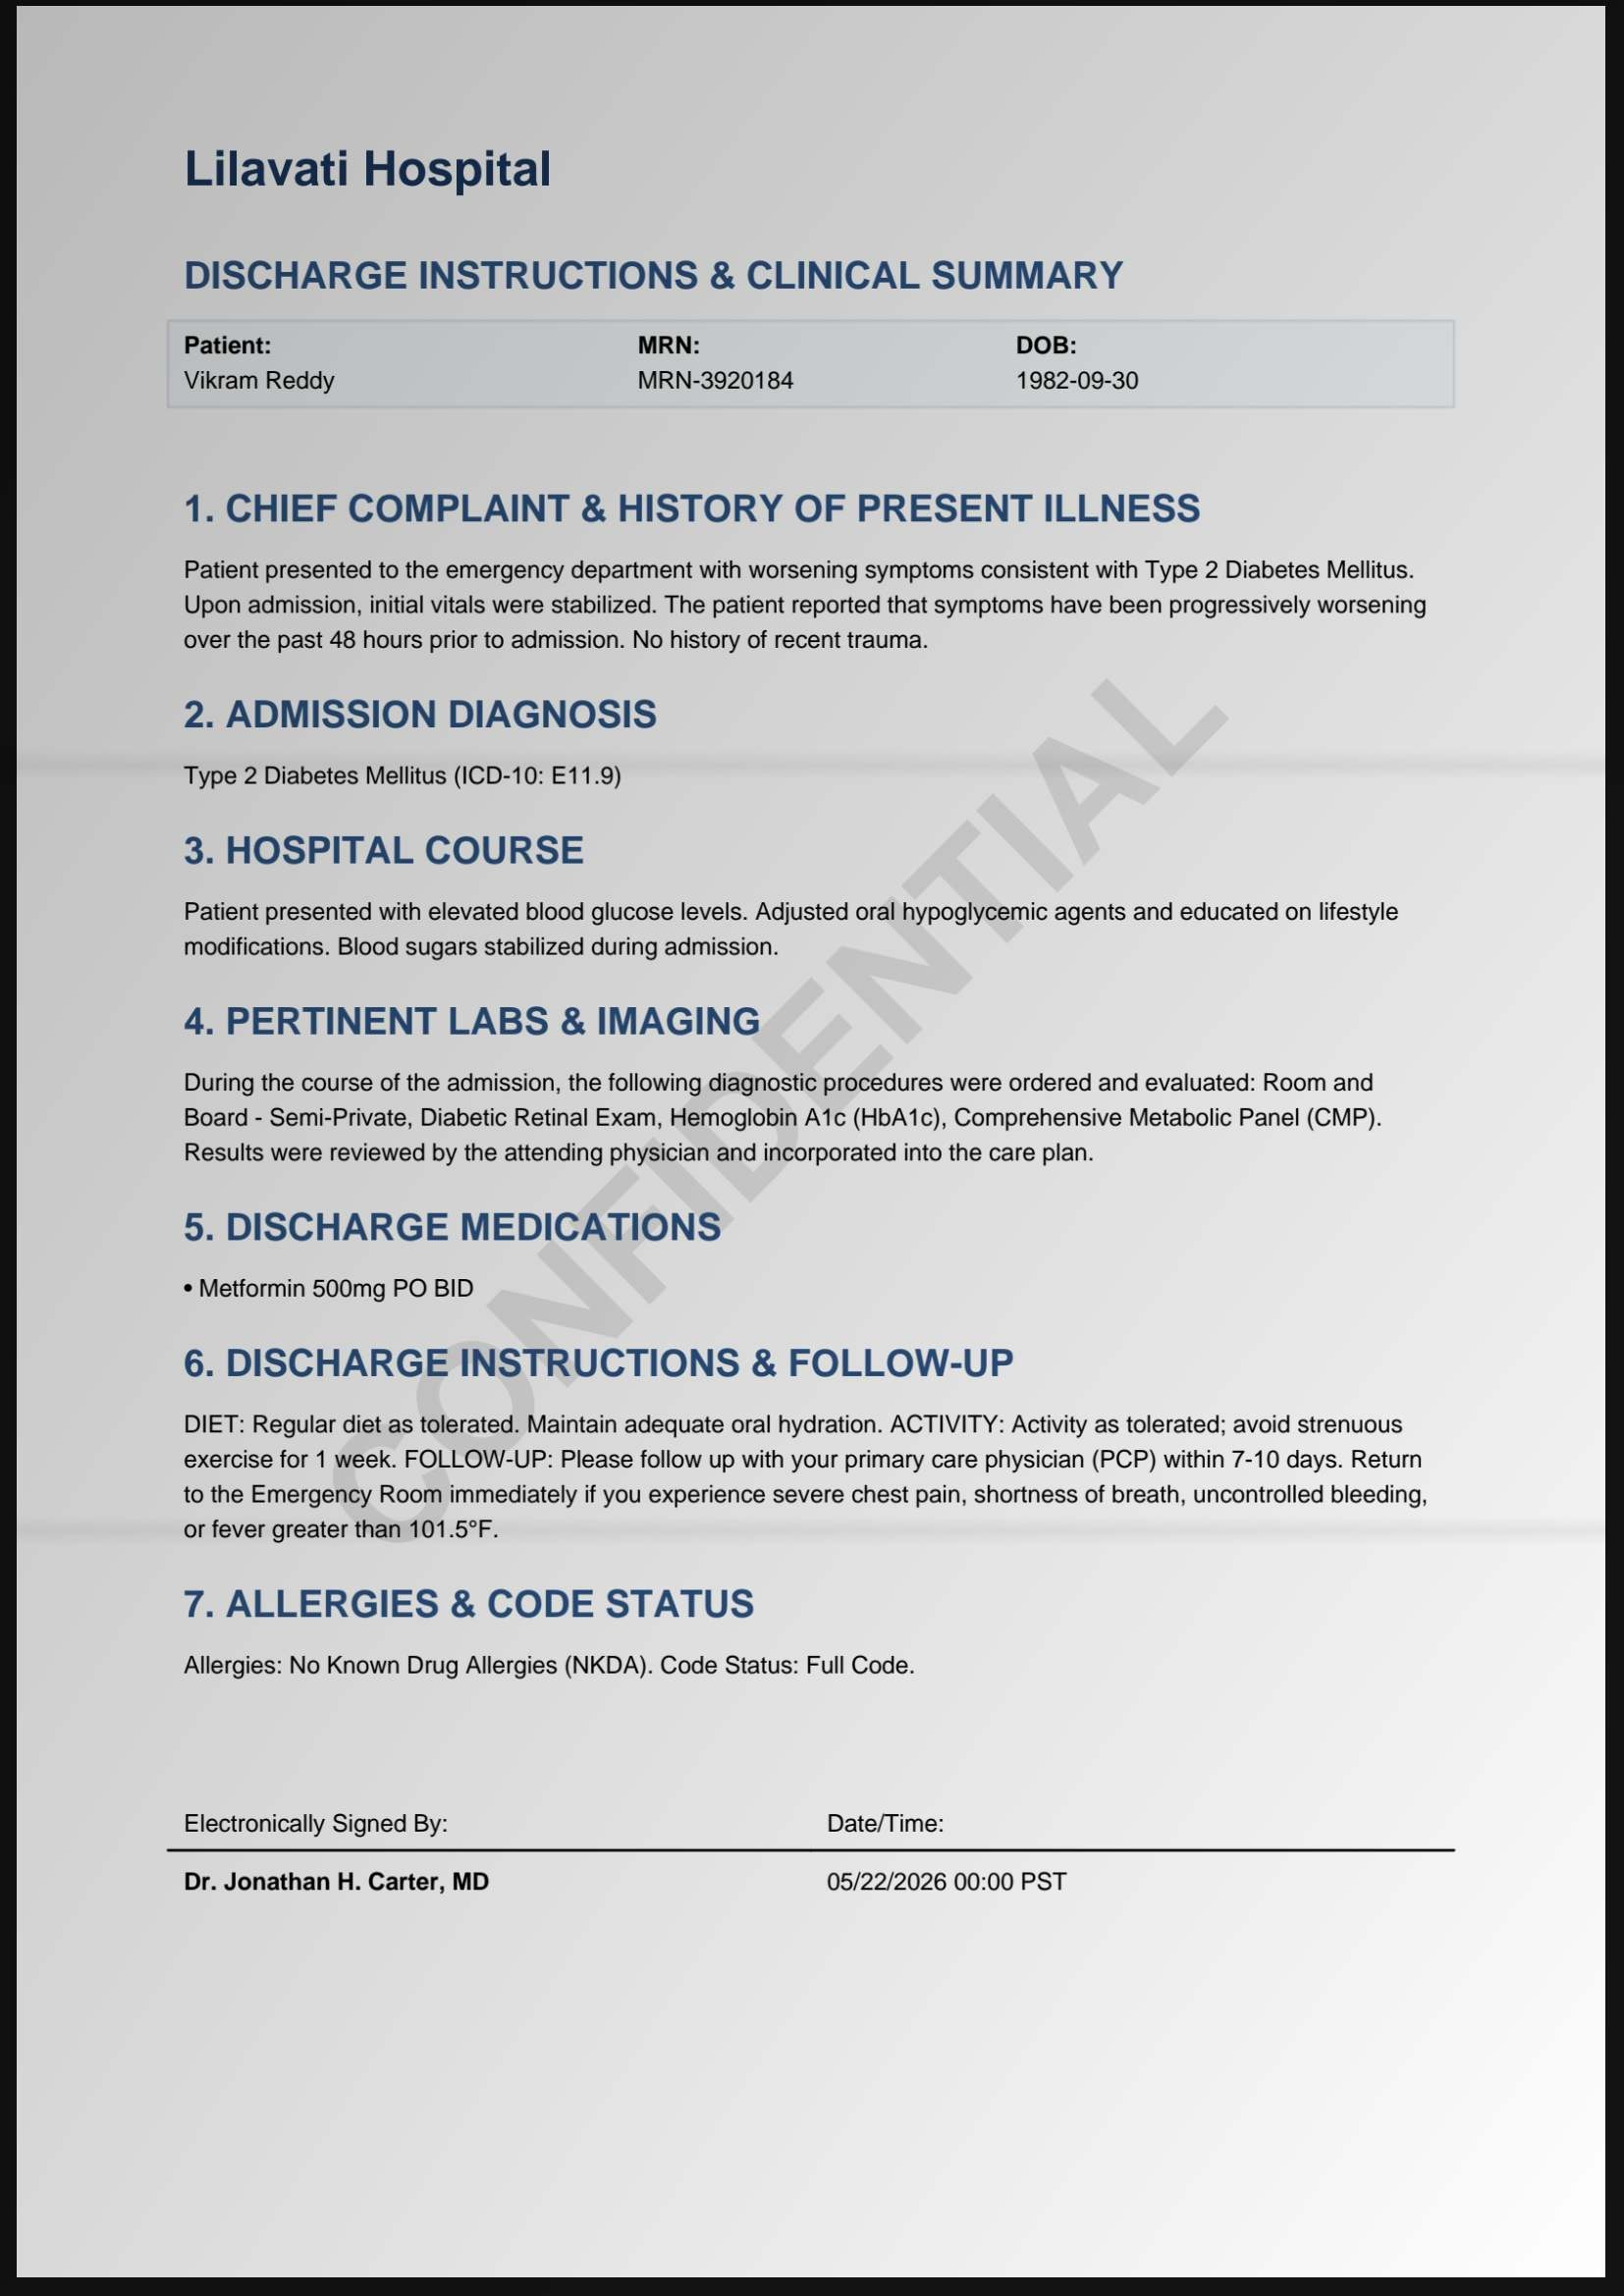 Lilavati Hospital
DISCHARGE INSTRUCTIONS & CLINICAL SUMMARY
Patient: MRN: DOB:
Vikram Reddy MRN-3920184 1982-09-30
1. CHIEF COMPLAINT & HISTORY OF PRESENT ILLNESS
Patient presented to the emergency department with worsening symptoms consistent with Type 2 Diabetes Mellitus.
Upon admission, initial vitals were stabilized. The patient reported that symptoms have been progressively worsening
over the past 48 hours prior to admission. No history of recent trauma.
2. ADMISSION DIAGNOSIS
Type 2 Diabetes Mellitus (ICD-10: E11.9)
3. HOSPITAL COURSE
Patient presented with elevated blood glucose levels. Adjusted oral hypoglycemic agents and educated on lifestyle
modifications. Blood sugars stabilized during admission.
4. PERTINENT LABS & IMAGING
During the course of the admission, the following diagnostic procedures were ordered and evaluated: Room and
Board - Semi-Private, Diabetic Retinal Exam, Hemoglobin A1c (HbA1c), Comprehensive Metabolic Panel (CMP).
Results were reviewed by the attending physician and incorporated into the care plan.
5. DISCHARGE MEDICATIONS
• Metformin 500mg PO BID
6. DISCHARGE INSTRUCTIONS & FOLLOW-UP
DIET: Regular diet as tolerated. Maintain adequate oral hydration. ACTIVITY: Activity as tolerated; avoid strenuous
exercise for 1 week. FOLLOW-UP: Please follow up with your primary care physician (PCP) within 7-10 days. Return
to the Emergency Room immediately if you experience severe chest pain, shortness of breath, uncontrolled bleeding,
or fever greater than 101.5°F.
7. ALLERGIES & CODE STATUS
Allergies: No Known Drug Allergies (NKDA). Code Status: Full Code.
Electronically Signed By: Date/Time:
Dr. Jonathan H. Carter, MD 05/22/2026 00:00 PST
CONFIDENTIAL